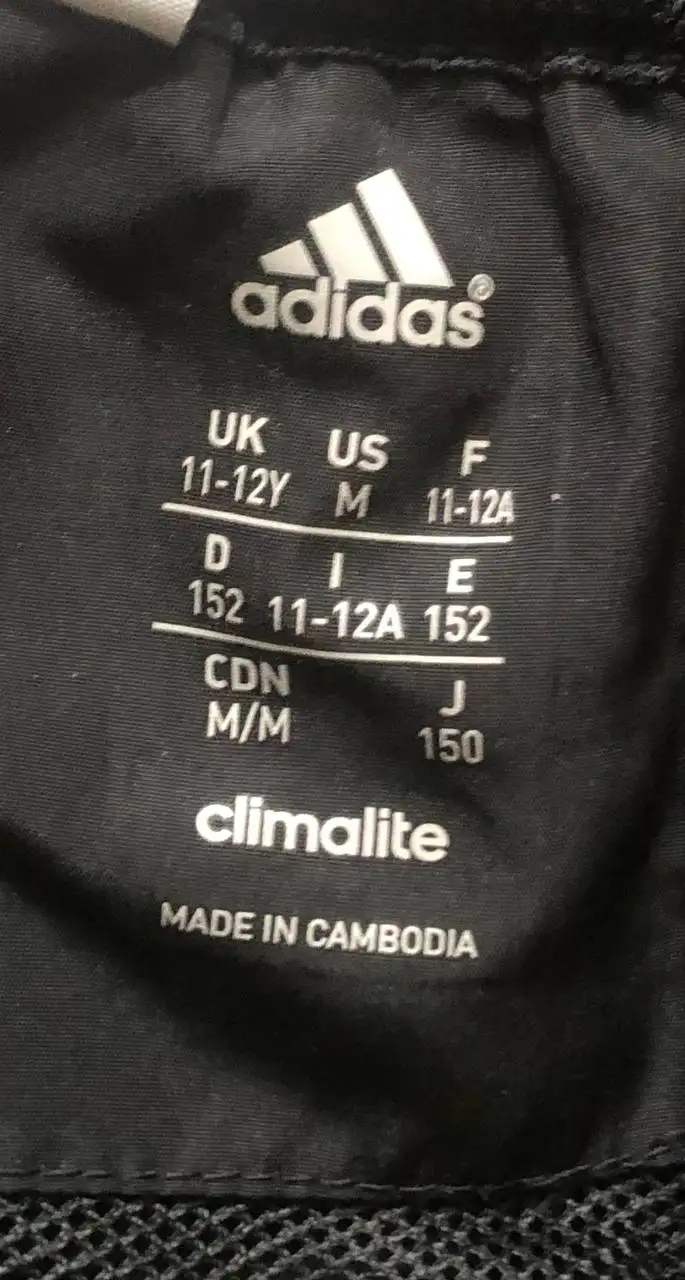 adidas®
UK US F
11-12Y M 11-12A
D I E
152 11-12A 152
CDN J
M/M 150
climalite
MADE IN CAMBODIA